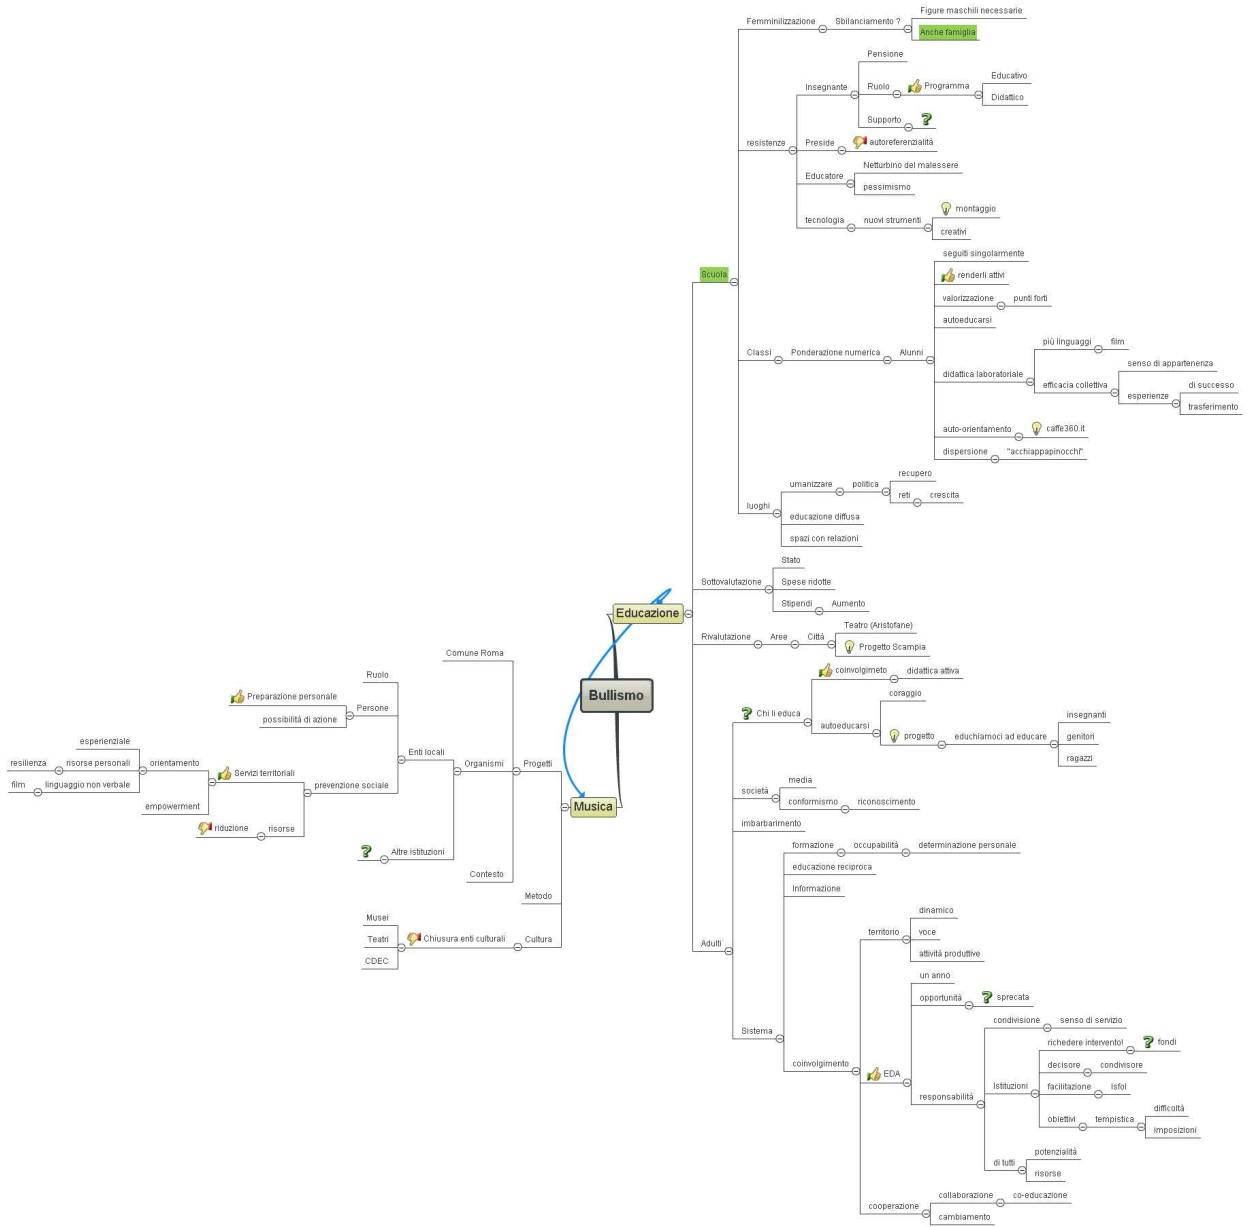 Bullismo
Educazione
Scuola
Femminilizzazione
Sbilanciamento ?
Figure maschili necessarie
Anche famiglia
resistenze
Insegnante
Pensione
Ruolo
Programma
Educativo
Didattico
Supporto
Preside
autoreferenzialità
Educatore
Netturbino del malessere
pessimismo
tecnologia
nuovi strumenti
montaggio
creativi
Classi
Ponderazione numerica
Alunni
seguiti singolarmente
renderli attivi
valorizzazione
punti forti
autoeducarsi
didattica laboratoriale
più linguaggi
film
efficacia collettiva
senso di appartenenza
esperienze
di successo
trasferimento
auto-orientamento
caffe360.it
dispersione
"acchiappapinocchi"
luoghi
umanizzare
politica
recupero
reti
crescita
educazione diffusa
spazi con relazioni
Sottovalutazione
Stato
Spese ridotte
Stipendi
Aumento
Rivalutazione
Aree
Città
Teatro (Aristofane)
Progetto Scampia
Adulti
Chi li educa
coinvolgimeto
didattica attiva
autoeducarsi
coraggio
progetto
educhiamoci ad educare
insegnanti
genitori
ragazzi
società
media
conformismo
riconoscimento
imbarbarimento
Sistema
formazione
occupabilità
determinazione personale
educazione reciproca
Informazione
coinvolgimento
territorio
dinamico
voce
attività produttive
EDA
un anno
opportunità
sprecata
responsabilità
condivisione
senso di servizio
Istituzioni
richedere intervento!
fondi
decisore
condivisore
facilitazione
Isfol
obiettivi
tempistica
difficoltà
imposizioni
di tutti
potenzialità
risorse
cooperazione
collaborazione
co-educazione
cambiamento
Musica
Progetti
Comune Roma
Organismi
Enti locali
Persone
Ruolo
Preparazione personale
possibilità di azione
prevenzione sociale
Servizi territoriali
orientamento
esperienziale
risorse personali
resilienza
linguaggio non verbale
film
empowerment
risorse
riduzione
Altre istituzioni
Contesto
Metodo
Cultura
Chiusura enti culturali
Musei
Teatri
CDEC